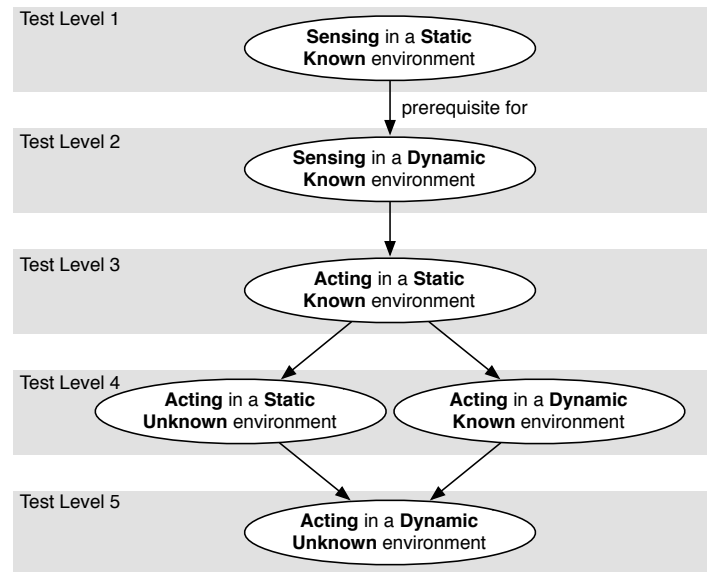 Test Level 1
Sensing in a Static
Known environment
prerequisite for
Test Level 2
Sensing in a Dynamic
Known environment
Test Level 3
Acting in a Static
Known environment
Test Level 4
Acting in a Static
Unknown environment
Acting in a Dynamic
Known environment
Test Level 5
Acting in a Dynamic
Unknown environment